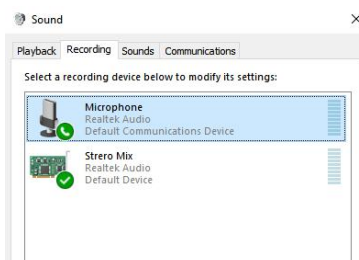 Sound
Playback Recording Sounds Communications
Select a recording device below to modify its settings:
Microphone
Realtek Audio
Default Communications Device
Strero Mix
Realtek Audio
Default Device